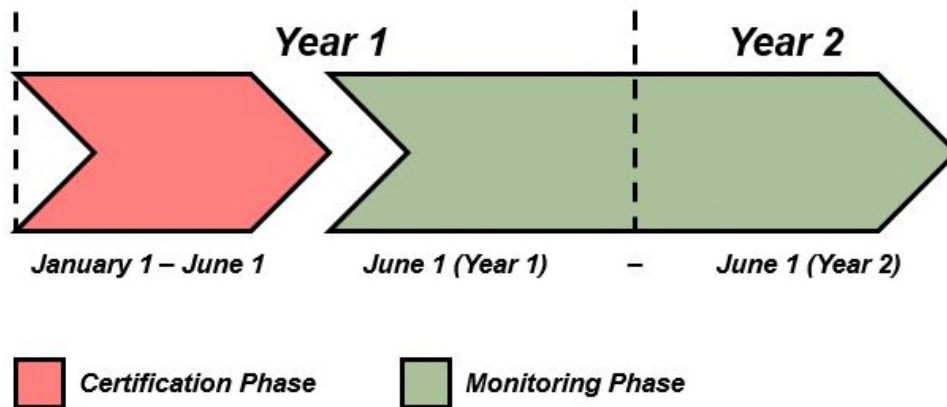 Year 1
Year 2
January 1 – June 1
June 1 (Year 1) – June 1 (Year 2)
Certification Phase
Monitoring Phase